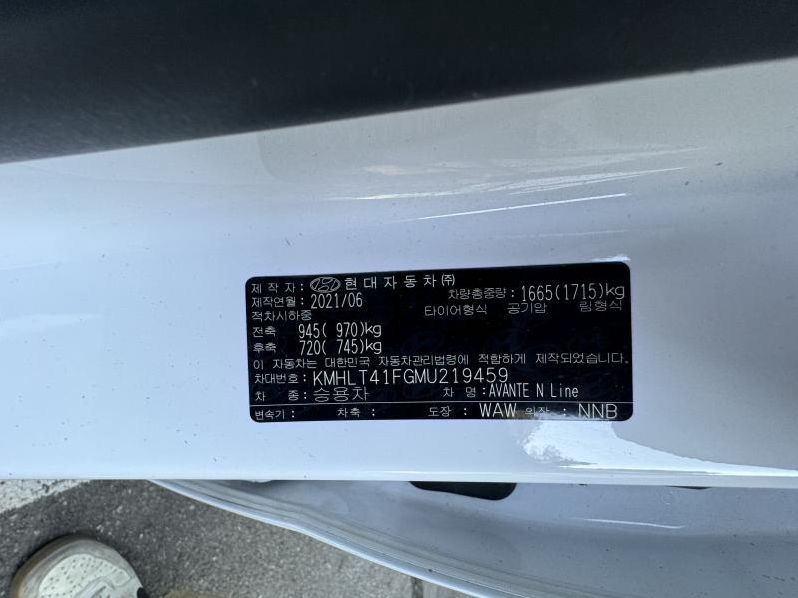 제 작 자 : 현대자동차(주)
제작연월 : 2021/06 차량총중량 : 1665(1715)kg
적차시하중 타이어형식 공기압 림형식
전축 945( 970)kg
후축 720( 745)kg
이 자동차는 대한민국 자동차관리법령에 적합하게 제작되었습니다.
차대번호 : KMHLT41FGMU219459
차 종 : 승용차 차 명 : AVANTE N Line
변속기 : 차축 : 도장 : WAW 외장 : NNB